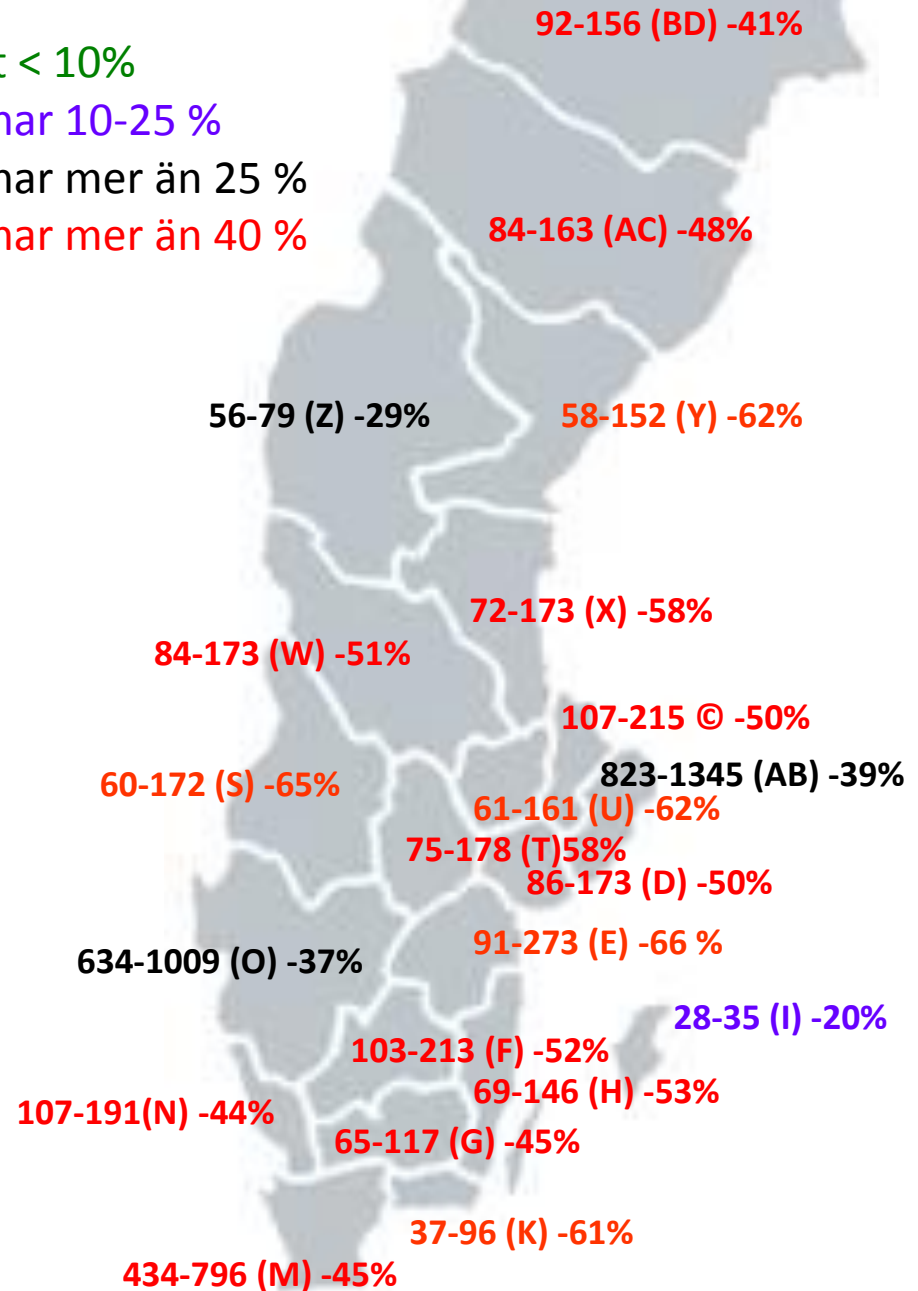 92-156 (BD) -41%
t < 10%
nar 10-25 %
nar mer än 25 %
nar mer än 40 %
84-163 (AC) -48%
56-79 (Z) -29%
58-152 (Y) -62%
72-173 (X) -58%
84-173 (W) -51%
107-215 © -50%
823-1345 (AB) -39%
60-172 (S) -65%
61-161 (U) -62%
75-178 (T)58%
86-173 (D) -50%
91-273 (E) -66 %
634-1009 (O) -37%
28-35 (I) -20%
103-213 (F) -52%
69-146 (H) -53%
107-191(N) -44%
65-117 (G) -45%
37-96 (K) -61%
434-796 (M) -45%